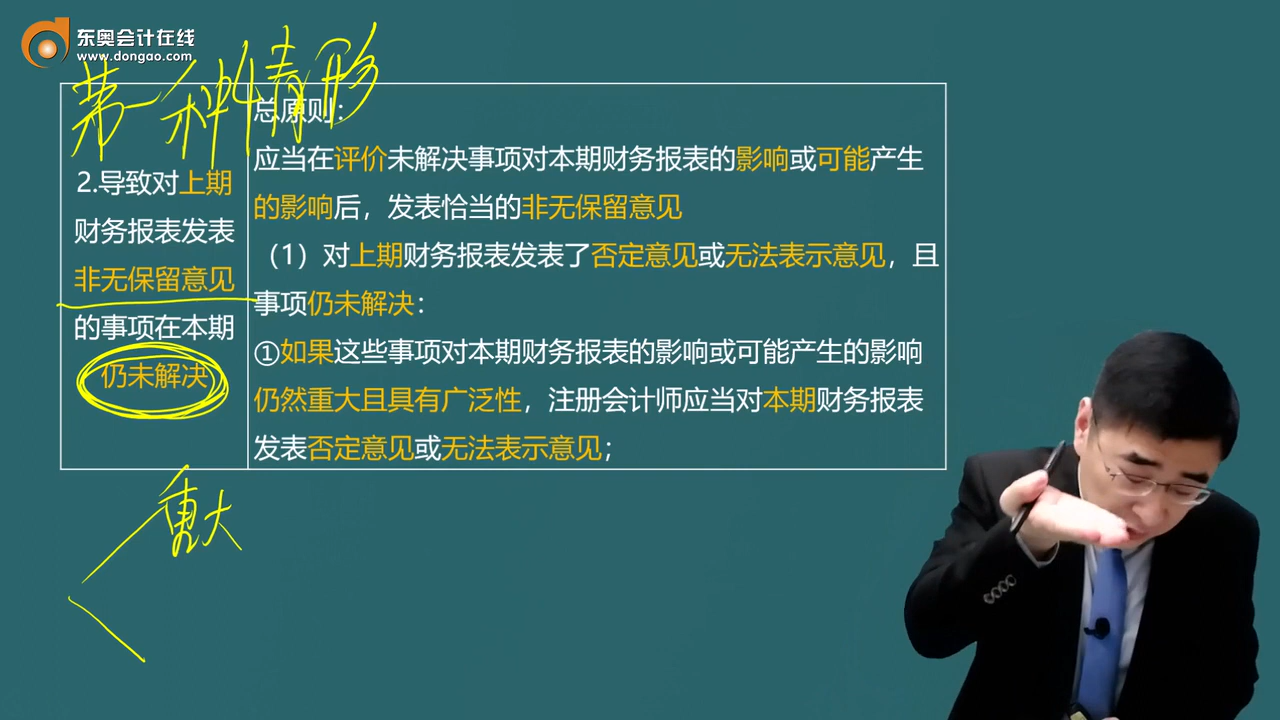 东奥会计在线
www.dongao.com
第一种情形
2.导致对上期
财务报表发表
非无保留意见
的事项在本期
仍未解决
总原则：
应当在评价未解决事项对本期财务报表的影响或可能产生
的影响后，发表恰当的非无保留意见
（1）对上期财务报表发表了否定意见或无法表示意见，且
事项仍未解决：
①如果这些事项对本期财务报表的影响或可能产生的影响
仍然重大且具有广泛性，注册会计师应当对本期财务报表
发表否定意见或无法表示意见；
重大